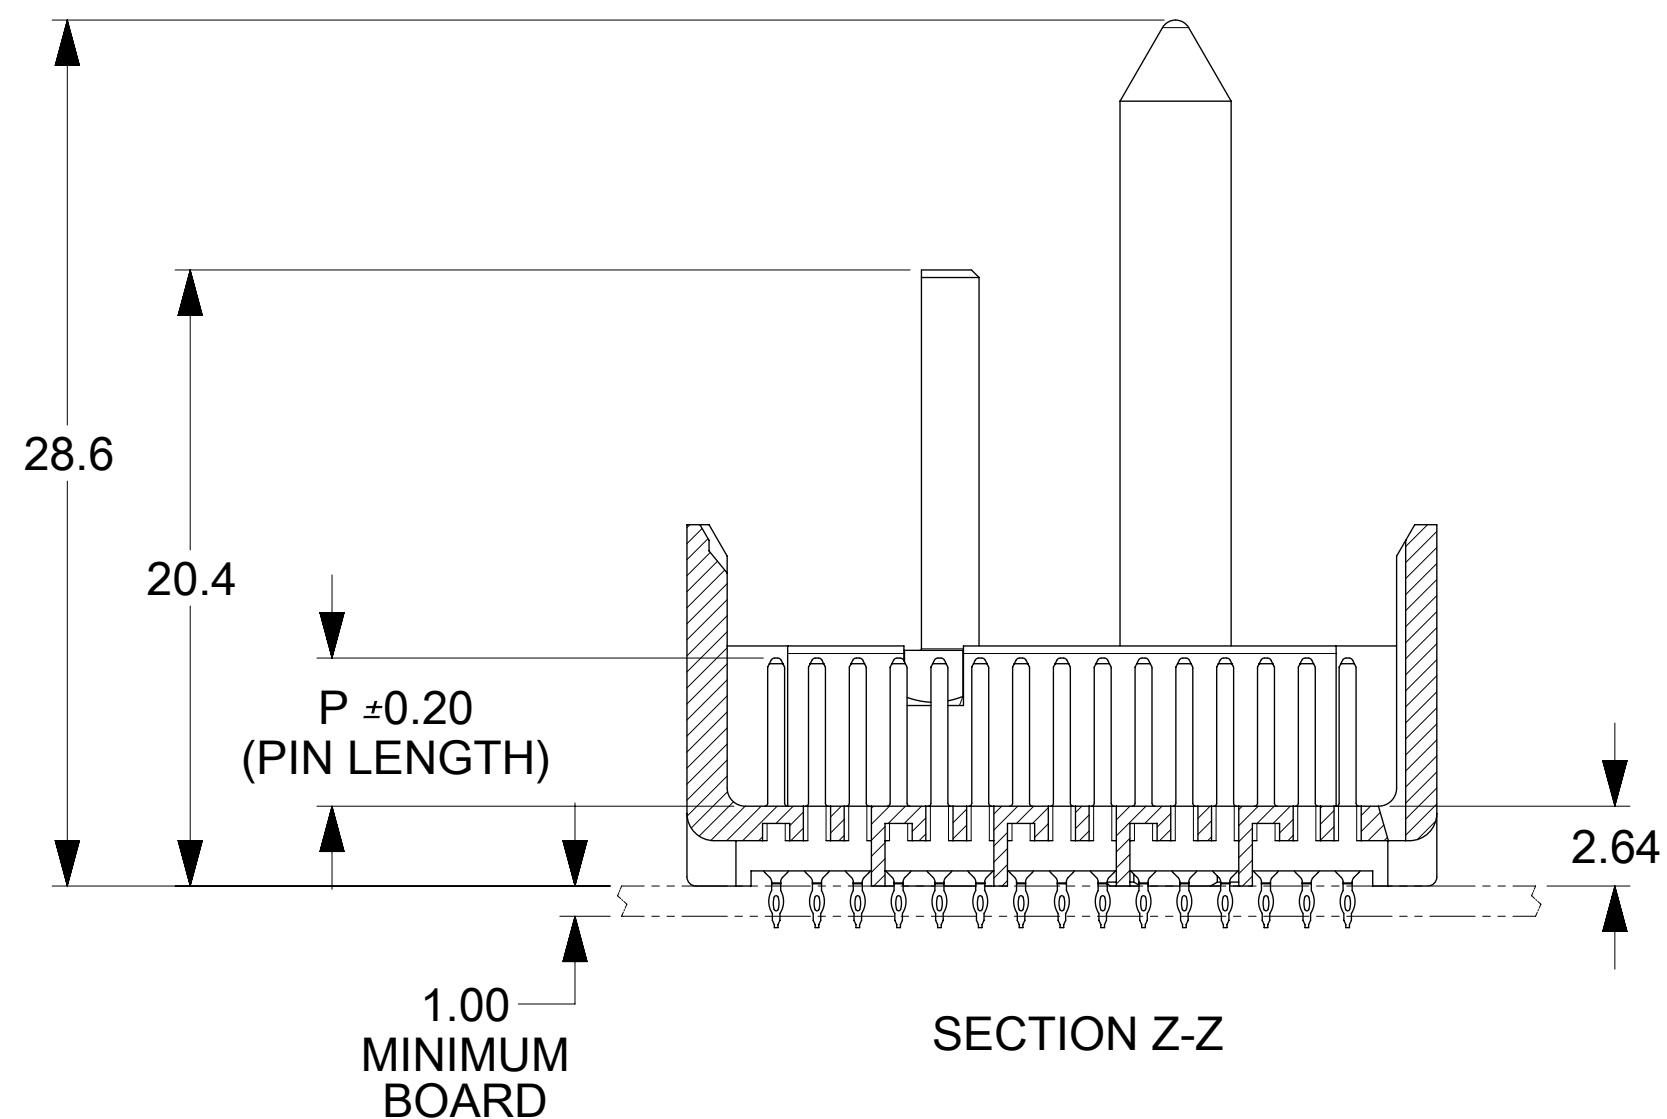 28.6
20.4
P ±0.20
(PIN LENGTH)
2.64
1.00
MINIMUM
BOARD
SECTION Z-Z